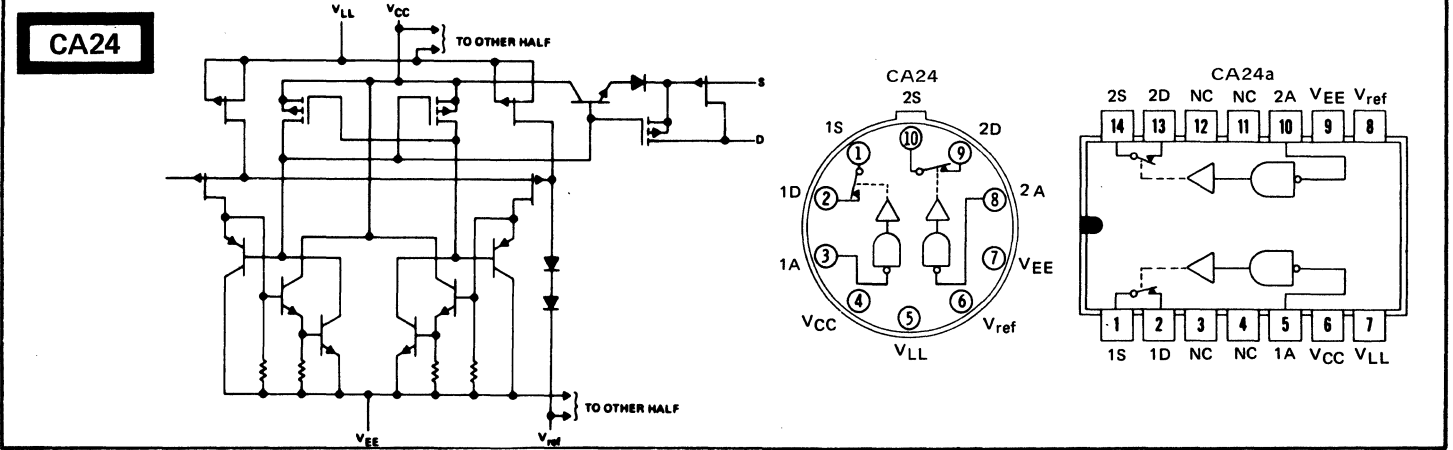 CA24
VLL
VCC
TO OTHER HALF
S
D
VEE
Vref
TO OTHER HALF
CA24
2S
1S
2D
10
1
9
1D
2
8
2A
1A
3
7
VEE
4
5
6
VCC
VLL
Vref
CA24a
2S 2D NC NC 2A VEE Vref
14 13 12 11 10 9 8
1 2 3 4 5 6 7
1S 1D NC NC 1A VCC VLL